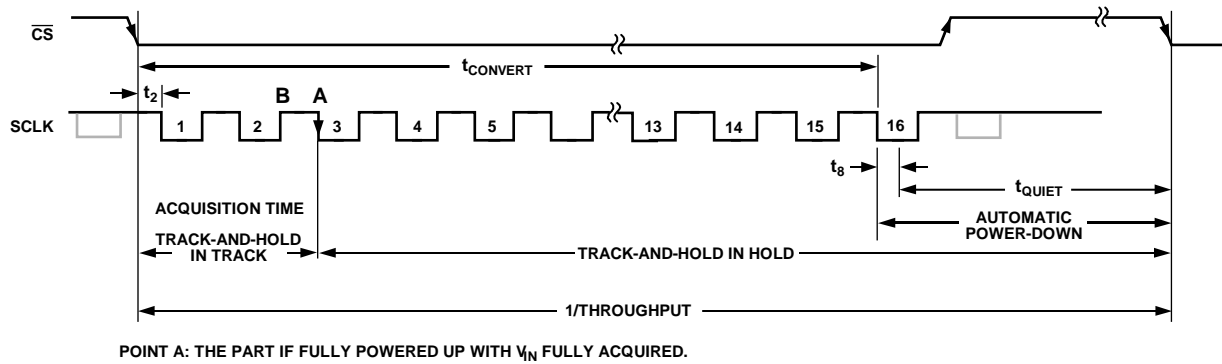 CS
tCONVERT
t2
B A
SCLK
1 2 3 4 5 13 14 15 16
t8
tQUIET
ACQUISITION TIME
AUTOMATIC
POWER-DOWN
TRACK-AND-HOLD
IN TRACK
TRACK-AND-HOLD IN HOLD
1/THROUGHPUT
POINT A: THE PART IF FULLY POWERED UP WITH VIN FULLY ACQUIRED.